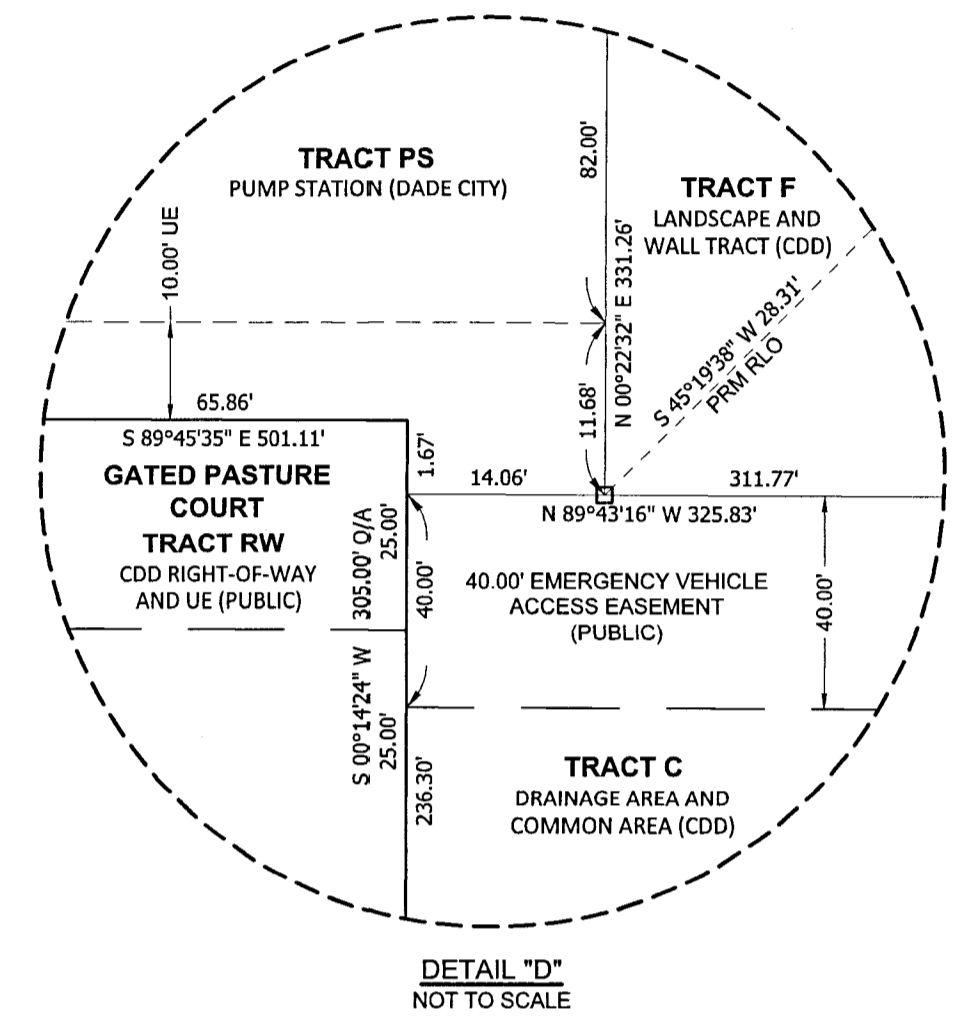 TRACT PS
PUMP STATION (DADE CITY)
82.00'
TRACT F
LANDSCAPE AND
WALL TRACT (CDD)
10.00' UE
N 00°22'32" E 331.26'
S 45°19'38" W 28.31'
PRM RLO
11.68'
65.86'
S 89°45'35" E 501.11'
1.67'
GATED PASTURE
COURT
TRACT RW
CDD RIGHT-OF-WAY
AND UE (PUBLIC)
14.06'
311.77'
N 89°43'16" W 325.83'
305.00' O/A
25.00'
40.00'
40.00' EMERGENCY VEHICLE
ACCESS EASEMENT
(PUBLIC)
40.00'
S 00°14'24" W
25.00'
236.30'
TRACT C
DRAINAGE AREA AND
COMMON AREA (CDD)
DETAIL "D"
NOT TO SCALE